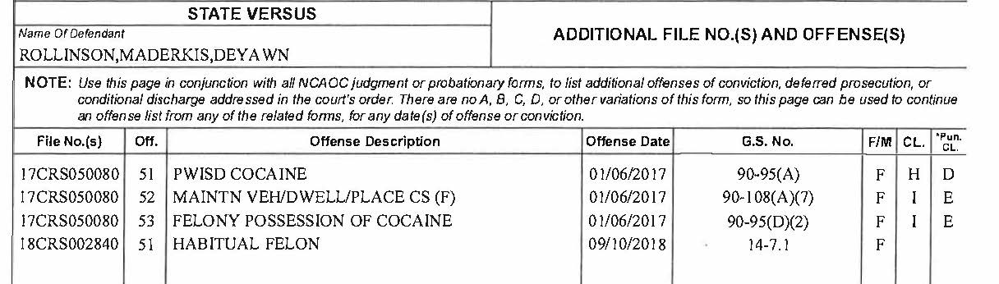 STATE VERSUS
Name Of Defendant
ROLLINSON,MADERKIS,DEYAWN
ADDITIONAL FILE NO.(S) AND OFFENSE(S)
NOTE: Use this page in conjunction with all NCAOC judgment or probationary forms, to list additional offenses of conviction, deferred prosecution, or
conditional discharge addressed in the court's order. There are no A, B, C, D, or other variations of this form, so this page can be used to continue
an offense list from any of the related forms, for any date(s) of offense or conviction.
File No.(s) Off. Offense Description Offense Date G.S. No. F/M CL. *Pun. CL.
17CRS050080 51 PWISD COCAINE 01/06/2017 90-95(A) F H D
17CRS050080 52 MAINTN VEH/DWELL/PLACE CS (F) 01/06/2017 90-108(A)(7) F I E
17CRS050080 53 FELONY POSSESSION OF COCAINE 01/06/2017 90-95(D)(2) F I E
18CRS002840 51 HABITUAL FELON 09/10/2018 14-7.1 F